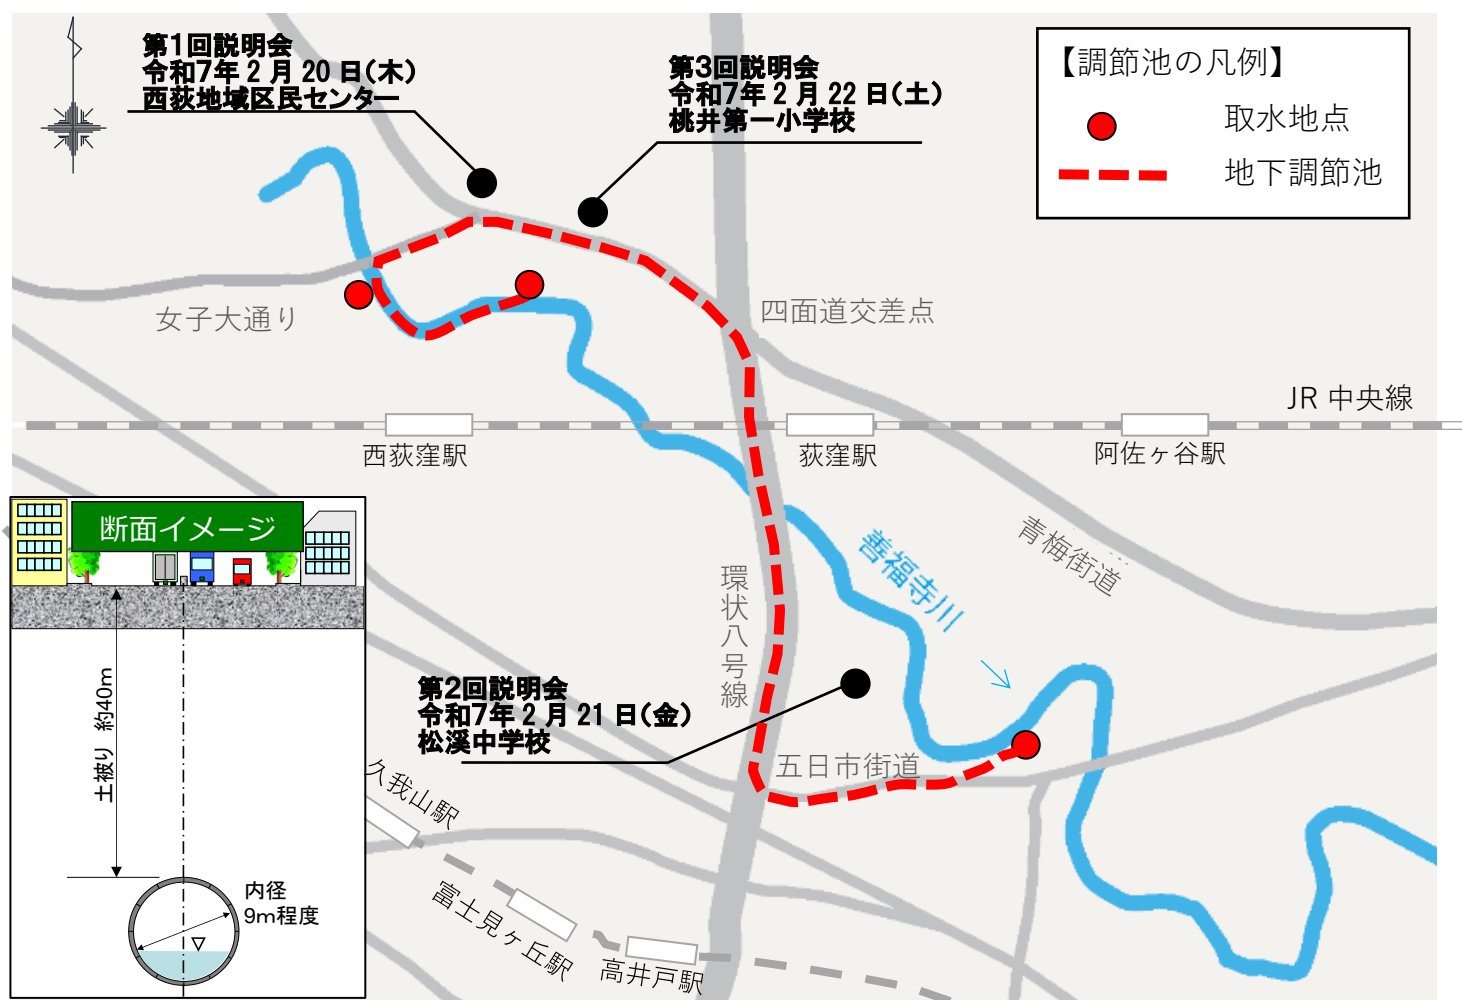 第1回説明会
令和7年2月20日(木)
西荻地域区民センター
第3回説明会
令和7年2月22日(土)
桃井第一小学校
【調節池の凡例】
取水地点
地下調節池
女子大通り
四面道交差点
JR 中央線
西荻窪駅
荻窪駅
阿佐ヶ谷駅
断面イメージ
青梅街道
善福寺川
環状八号線
第2回説明会
令和7年2月21日(金)
松溪中学校
五日市街道
土被り 約40m
久我山駅
内径
9m程度
富士見ヶ丘駅
高井戸駅